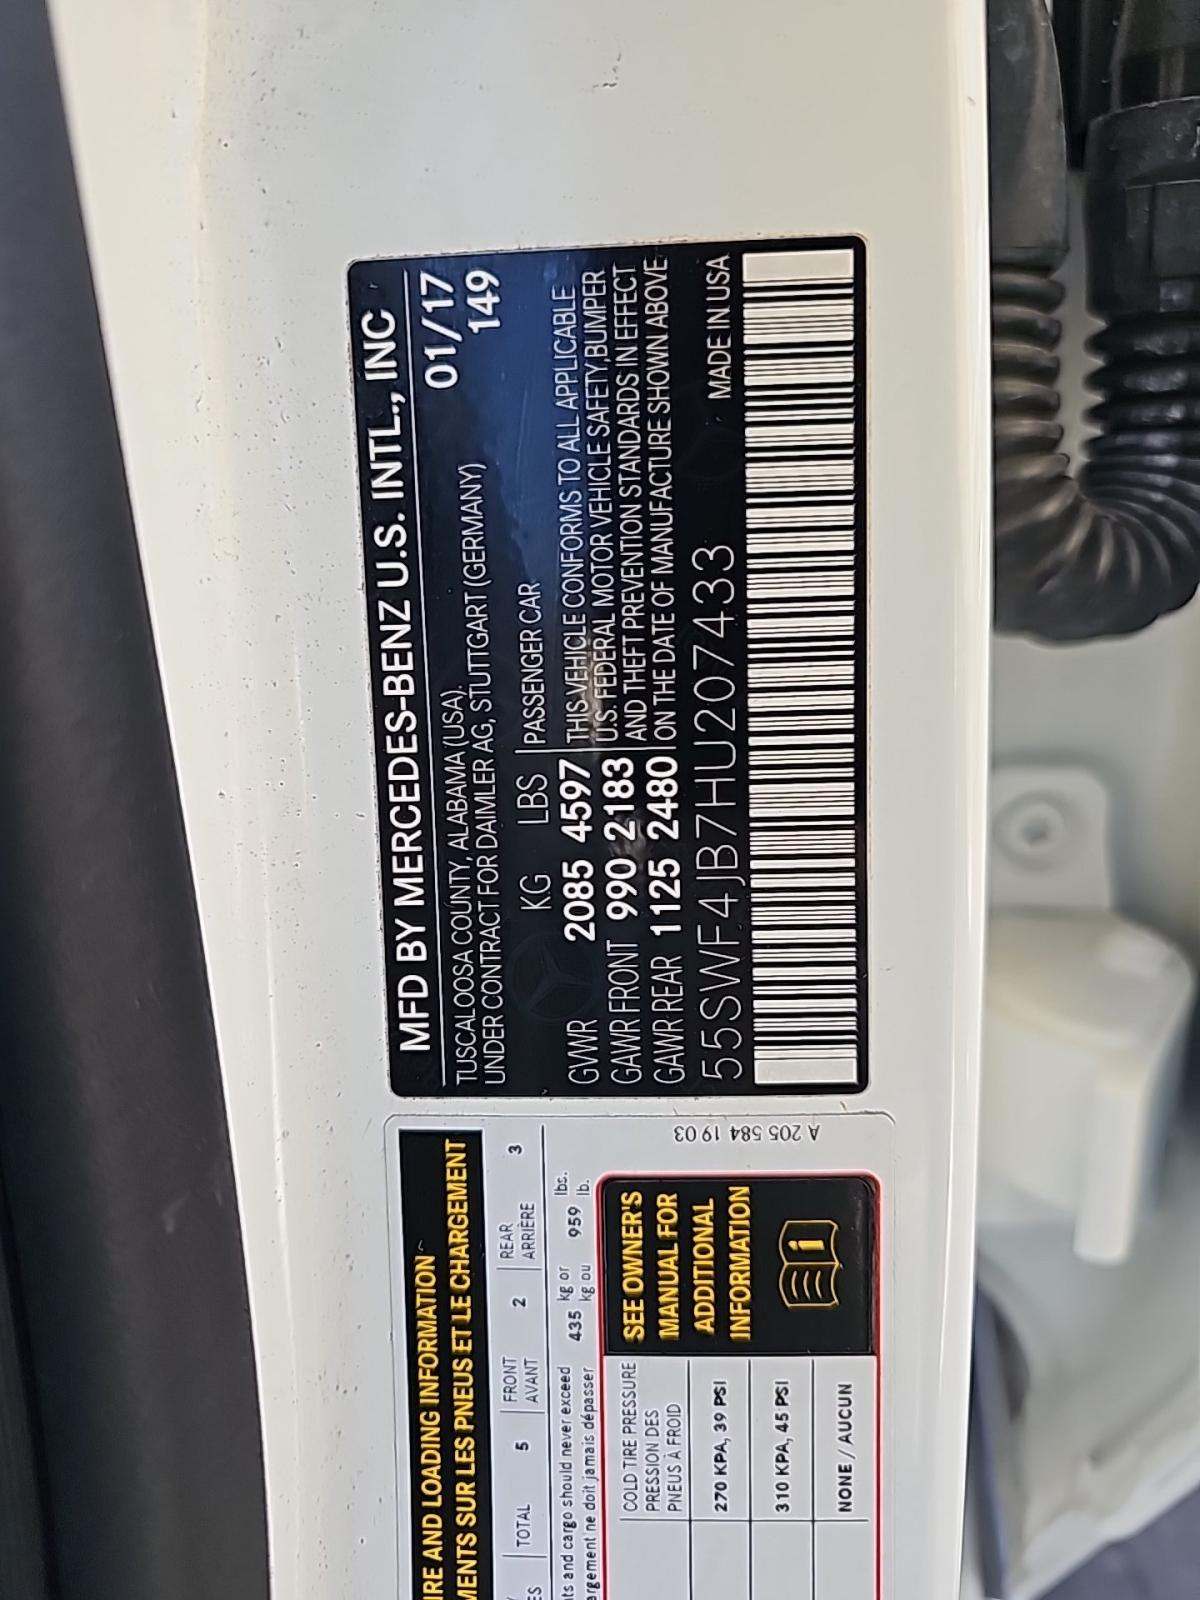 MFD BY MERCEDES-BENZ U.S. INTL., INC
TUSCALOOSA COUNTY, ALABAMA (USA). 01/17
UNDER CONTRACT FOR DAIMLER AG, STUTTGART (GERMANY) 149
KG LBS PASSENGER CAR
GVWR 2085 4597 THIS VEHICLE CONFORMS TO ALL APPLICABLE
GAWR FRONT 990 2183 U.S. FEDERAL MOTOR VEHICLE SAFETY, BUMPER
AND THEFT PREVENTION STANDARDS IN EFFECT
GAWR REAR 1125 2480 ON THE DATE OF MANUFACTURE SHOWN ABOVE
55SWF4JB7HU207433 MADE IN USA
A 205 584 19 03
IRE AND LOADING INFORMATION
MENTS SUR LES PNEUS ET LE CHARGEMENT
TOTAL 5 FRONT 2 REAR 3
ES AVANT ARRIÈRE
nts and cargo should never exceed 435 kg or 959 lbs.
argement ne doit jamais dépasser kg ou lb.
COLD TIRE PRESSURE
PRESSION DES
PNEUS À FROID
270 KPA, 39 PSI
310 KPA, 45 PSI
NONE / AUCUN
SEE OWNER'S
MANUAL FOR
ADDITIONAL
INFORMATION
i